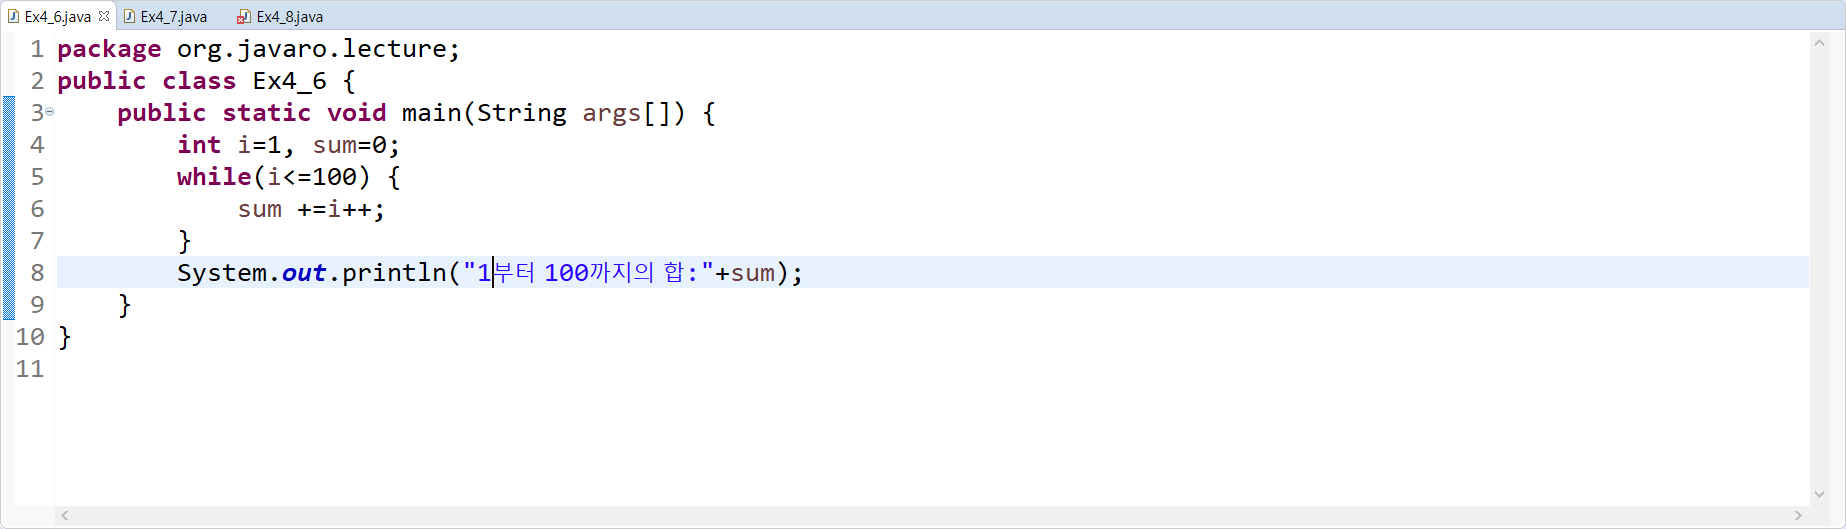 Ex4_6.java Ex4_7.java Ex4_8.java
1 package org.javaro.lecture;
2 public class Ex4_6 {
3     public static void main(String args[]) {
4         int i=1, sum=0;
5         while(i<=100) {
6             sum +=i++;
7         }
8         System.out.println("1부터 100까지의 합:"+sum);
9     }
10 }
11